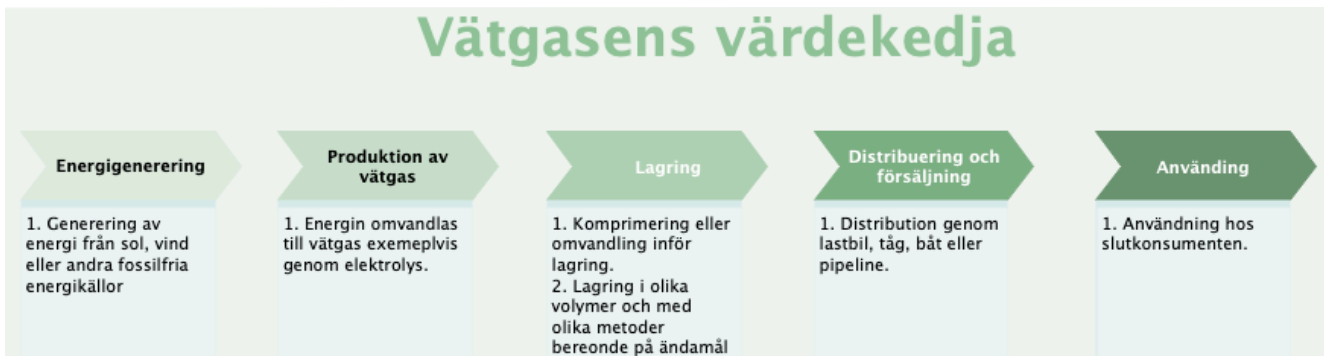 Vätgasens värdekedja
Energigenerering
1. Generering av
energi från sol, vind
eller andra fossilfria
energikällor
Produktion av
vätgas
1. Energin omvandlas
till vätgas exemeplvis
genom elektrolys.
Lagring
1. Komprimering eller
omvandling inför
lagring.
2. Lagring i olika
volymer och med
olika metoder
bereonde på ändamål
Distribuering och
försäljning
1. Distribution genom
lastbil, tåg, båt eller
pipeline.
Använding
1. Användning hos
slutkonsumenten.